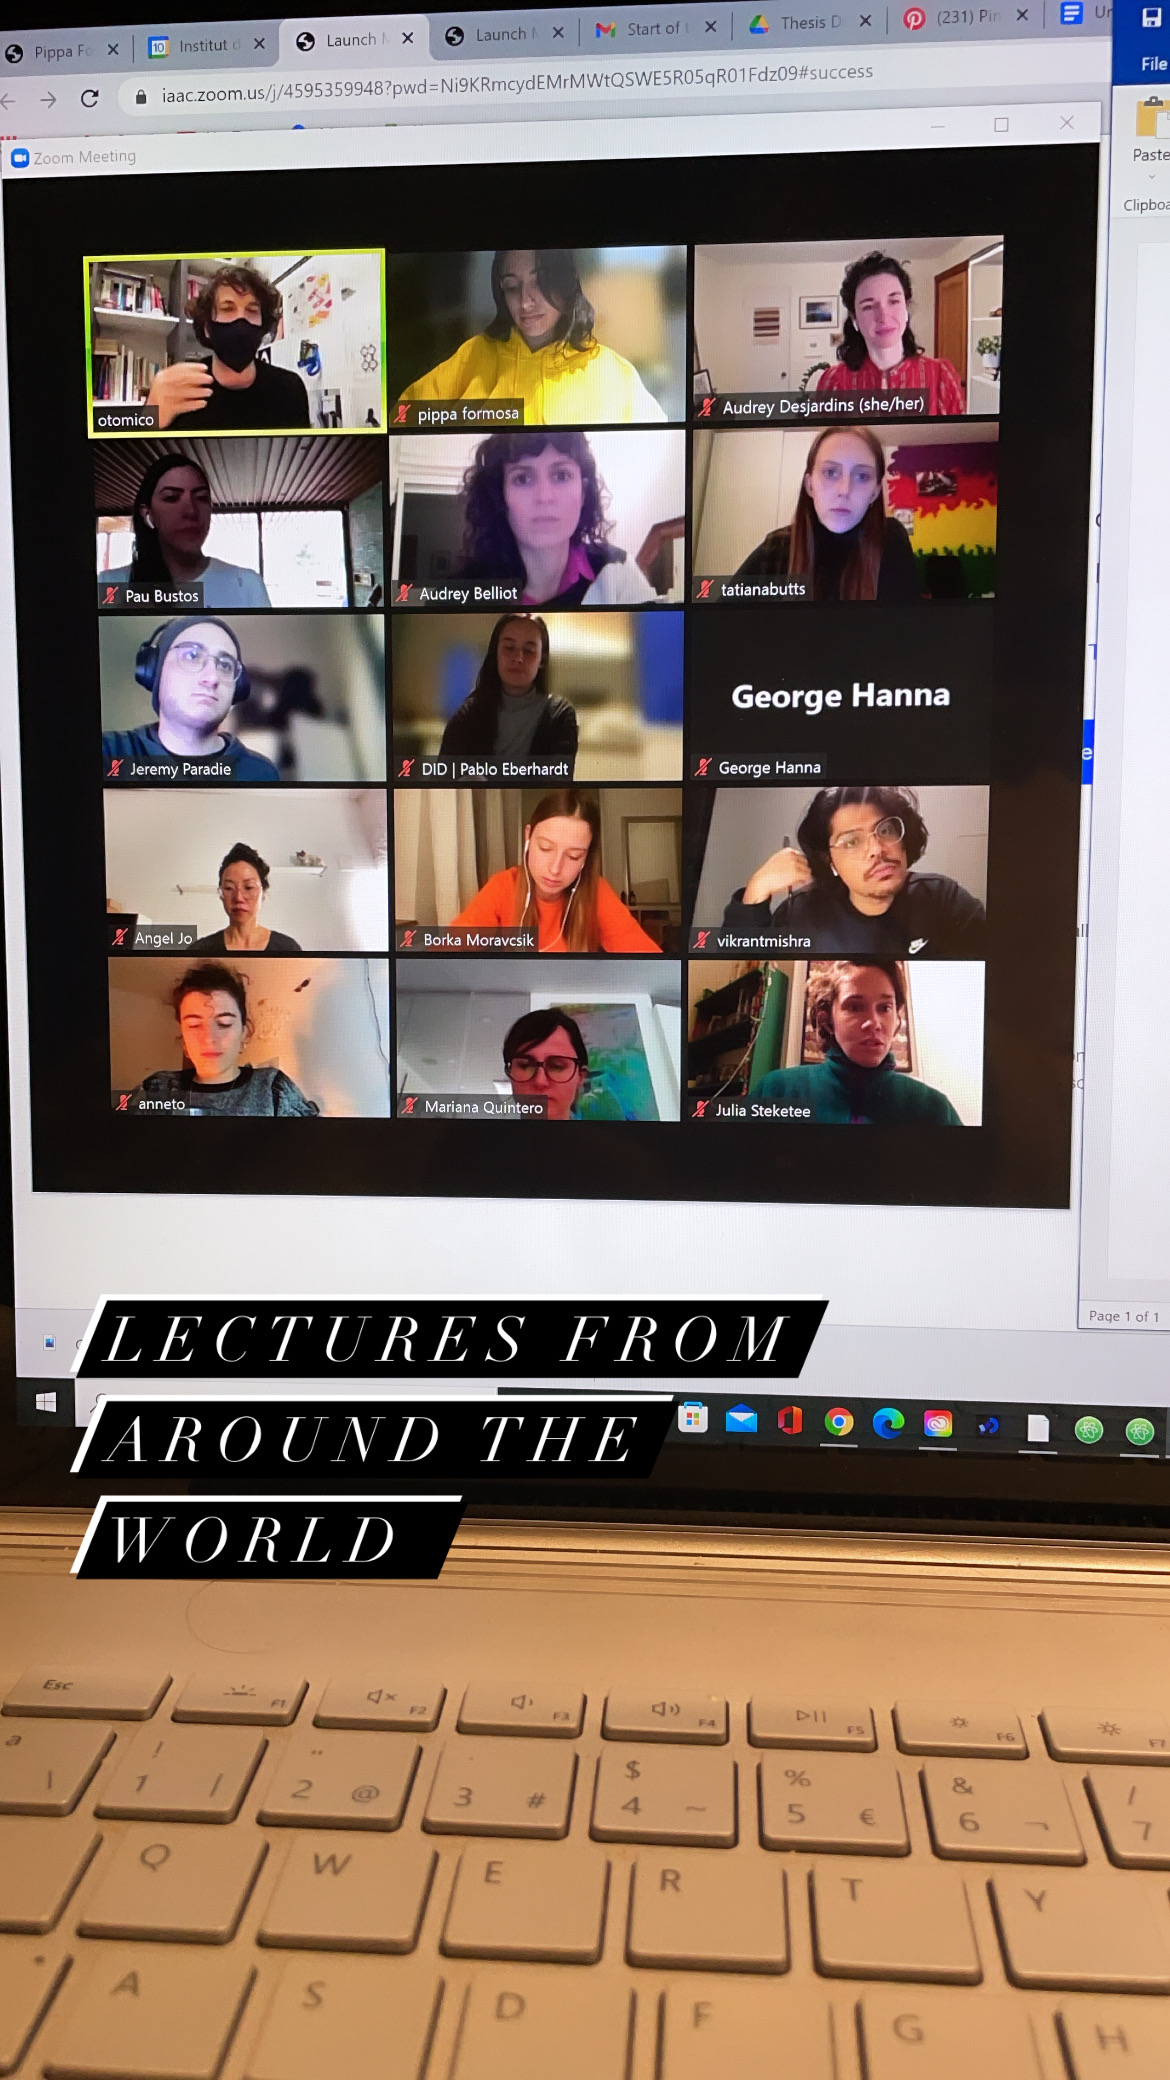 Pippa Fo
10 Institut d
Launch M
Launch M
Start of t
Thesis D
(231) Pin
Un
File
iaac.zoom.us/j/4595359948?pwd=Ni9KRmcydEMrMWtQSWE5R05qR01Fdz09#success
Paste
Zoom Meeting
Clipboa
otomico
pippa formosa
Audrey Desjardins (she/her)
Pau Bustos
Audrey Belliot
tatianabutts
George Hanna
Jeremy Paradie
DID | Pablo Eberhardt
George Hanna
Angel Jo
Borka Moravcsik
vikrantmishra
anneto
Mariana Quintero
Julia Steketee
Page 1 of 1
LECTURES FROM
AROUND THE
WORLD
Esc
F1
F2
F3
F4
F5
F6
F7
a \
! 1 |
" 2 @
3 #
$ 4 ~
% 5 €
& 6 ¬
/ 7
Q W E R T Y
A S D F G H